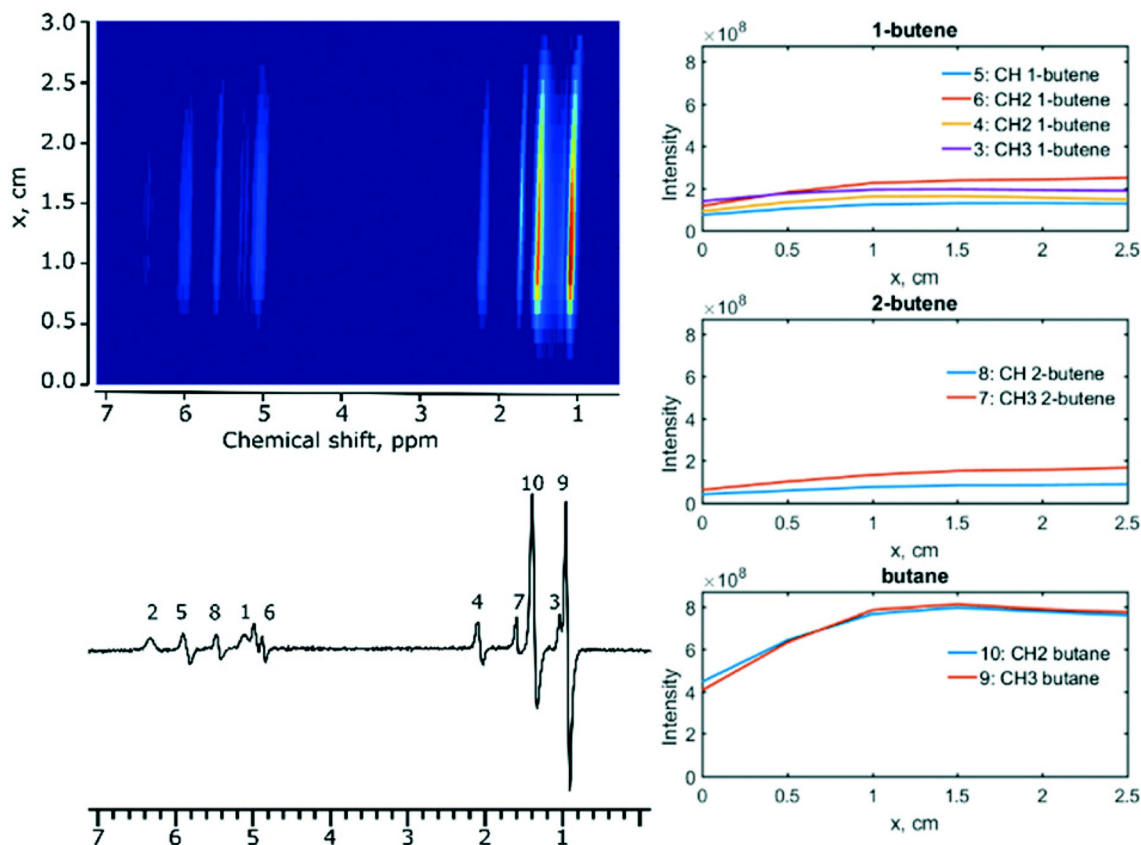 3.0
2.5
2.0
1.5
1.0
0.5
0.0
x, cm
7 6 5 4 3 2 1
Chemical shift, ppm
10 9
2 5 8 1 6 4 7 3
7 6 5 4 3 2 1
×10^8
1-butene
8
6
4
2
0
Intensity
5: CH 1-butene
6: CH2 1-butene
4: CH2 1-butene
3: CH3 1-butene
0 0.5 1 1.5 2 2.5
x, cm
×10^8
2-butene
8
6
4
2
0
Intensity
8: CH 2-butene
7: CH3 2-butene
0 0.5 1 1.5 2 2.5
x, cm
×10^8
butane
8
6
4
2
0
Intensity
10: CH2 butane
9: CH3 butane
0 0.5 1 1.5 2 2.5
x, cm